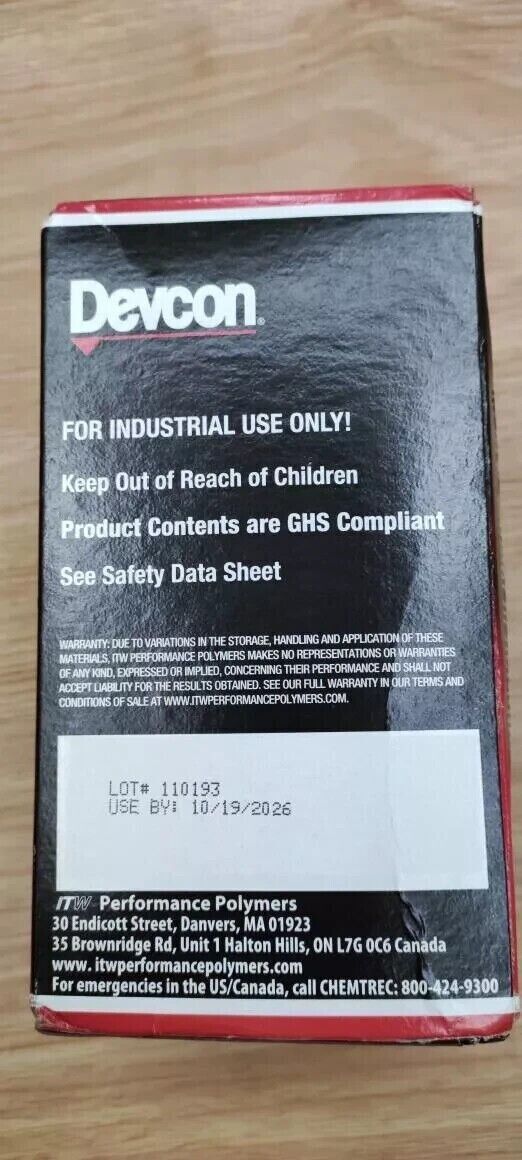 Devcon®
FOR INDUSTRIAL USE ONLY!
Keep Out of Reach of Children
Product Contents are GHS Compliant
See Safety Data Sheet
WARRANTY: DUE TO VARIATIONS IN THE STORAGE, HANDLING AND APPLICATION OF THESE
MATERIALS, ITW PERFORMANCE POLYMERS MAKES NO REPRESENTATIONS OR WARRANTIES
OF ANY KIND, EXPRESSED OR IMPLIED, CONCERNING THEIR PERFORMANCE AND SHALL NOT
ACCEPT LIABILITY FOR THE RESULTS OBTAINED. SEE OUR FULL WARRANTY IN OUR TERMS AND
CONDITIONS OF SALE AT WWW.ITWPERFORMANCEPOLYMERS.COM.
LOT# 110193
USE BY: 10/19/2026
ITW Performance Polymers
30 Endicott Street, Danvers, MA 01923
35 Brownridge Rd, Unit 1 Halton Hills, ON L7G 0C6 Canada
www. itwperformancepolymers.com
For emergencies in the US/Canada, call CHEMTREC: 800-424-9300